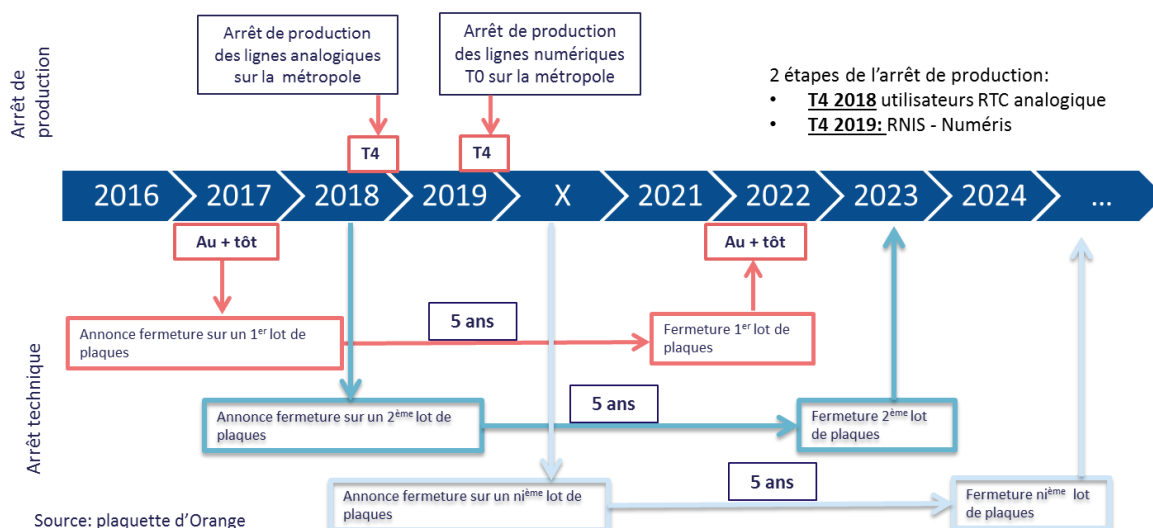 Arrêt de production
des lignes analogiques
sur la métropole
Arrêt de production
des lignes numériques
T0 sur la métropole
Arrêt de
production
2 étapes de l'arrêt de production:
• T4 2018 utilisateurs RTC analogique
• T4 2019: RNIS - Numéris
T4
T4
2016
2017
2018
2019
X
2021
2022
2023
2024
...
Au + tôt
Au + tôt
Arrêt technique
Annonce fermeture sur un 1er lot de
plaques
5 ans
Fermeture 1er lot de
plaques
Annonce fermeture sur un 2ème lot de
plaques
5 ans
Fermeture 2ème lot
de plaques
Annonce fermeture sur un nième lot de
plaques
5 ans
Fermeture nième lot
de plaques
Source: plaquette d'Orange